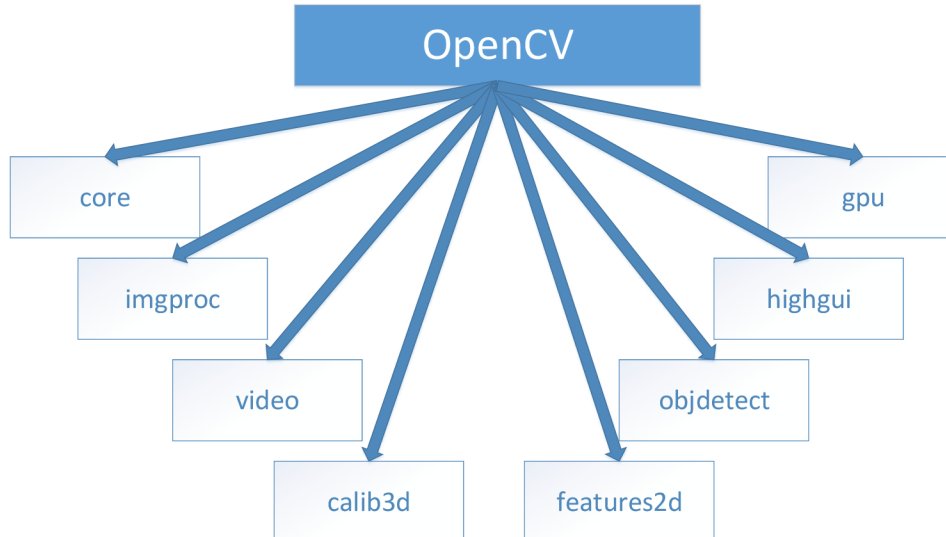 OpenCV
core
gpu
imgproc
highgui
video
objdetect
calib3d
features2d